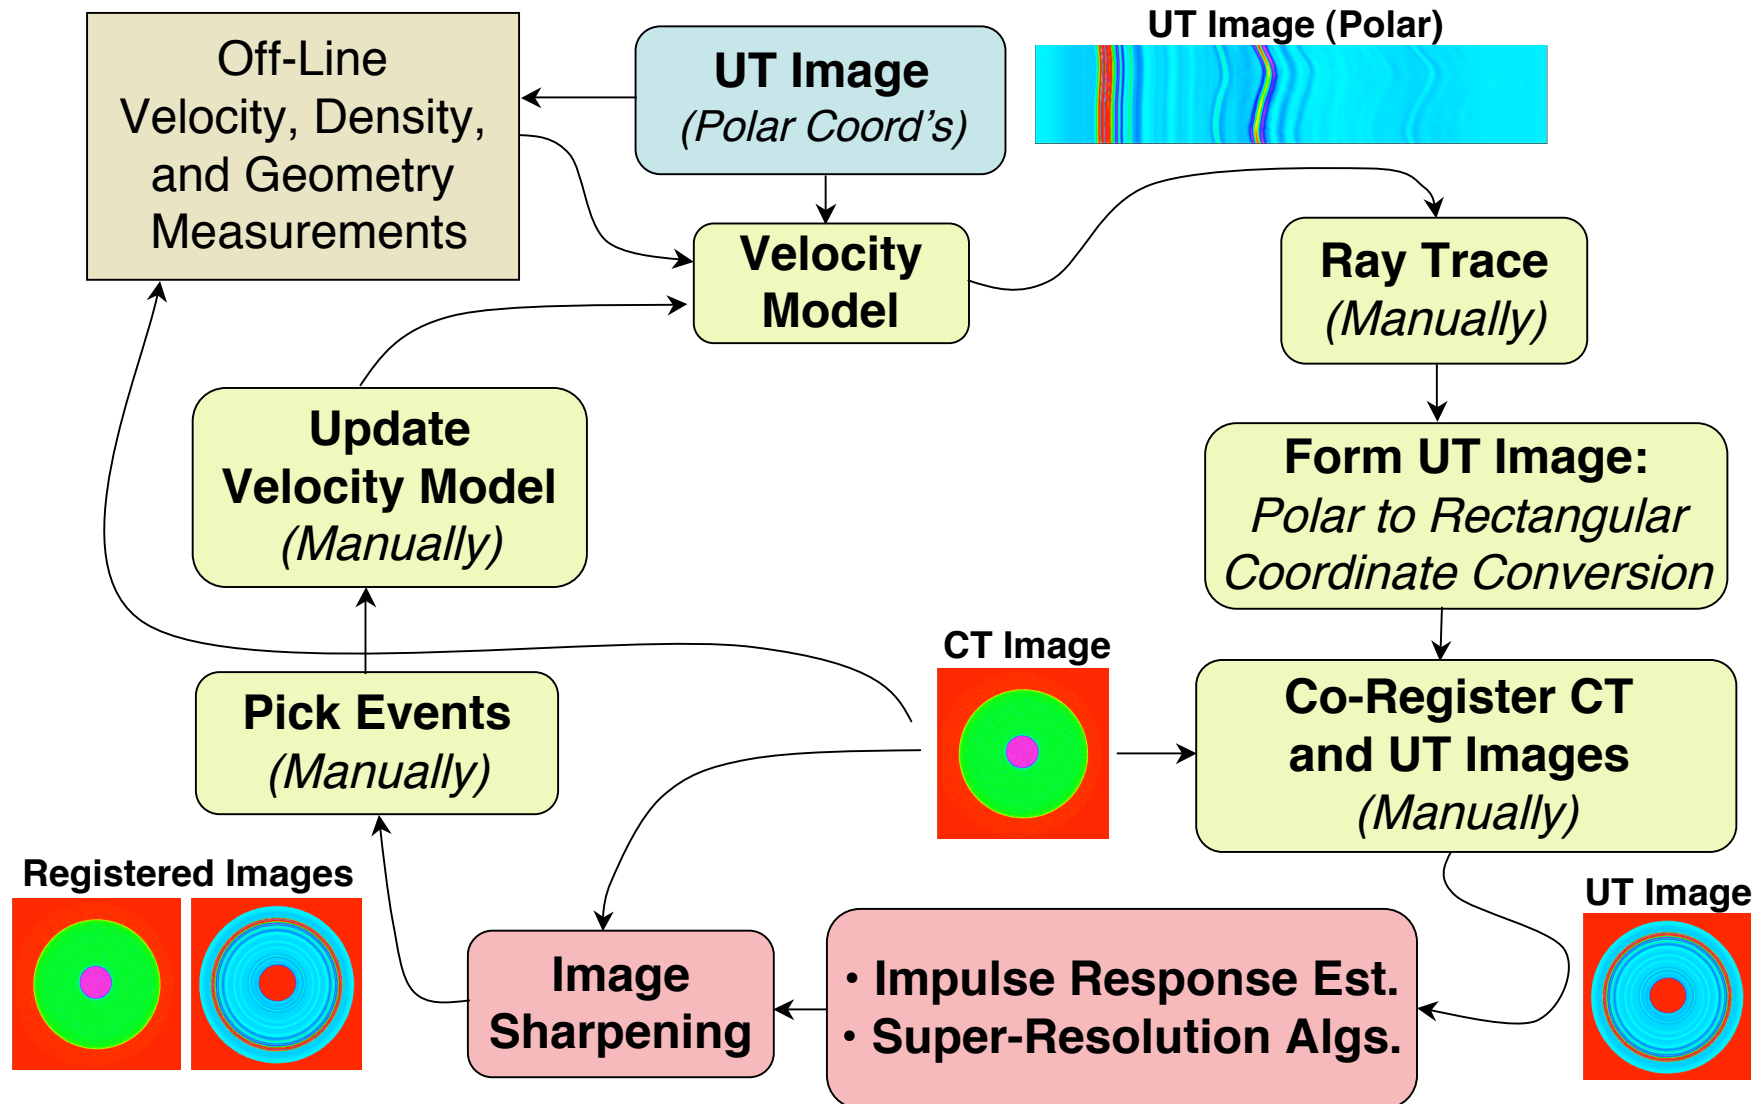 Off-Line
Velocity, Density,
and Geometry
Measurements
UT Image
(Polar Coord's)
UT Image (Polar)
Velocity
Model
Ray Trace
(Manually)
Update
Velocity Model
(Manually)
Form UT Image:
Polar to Rectangular
Coordinate Conversion
CT Image
Pick Events
(Manually)
Co-Register CT
and UT Images
(Manually)
Registered Images
UT Image
Image
Sharpening
• Impulse Response Est.
• Super-Resolution Algs.